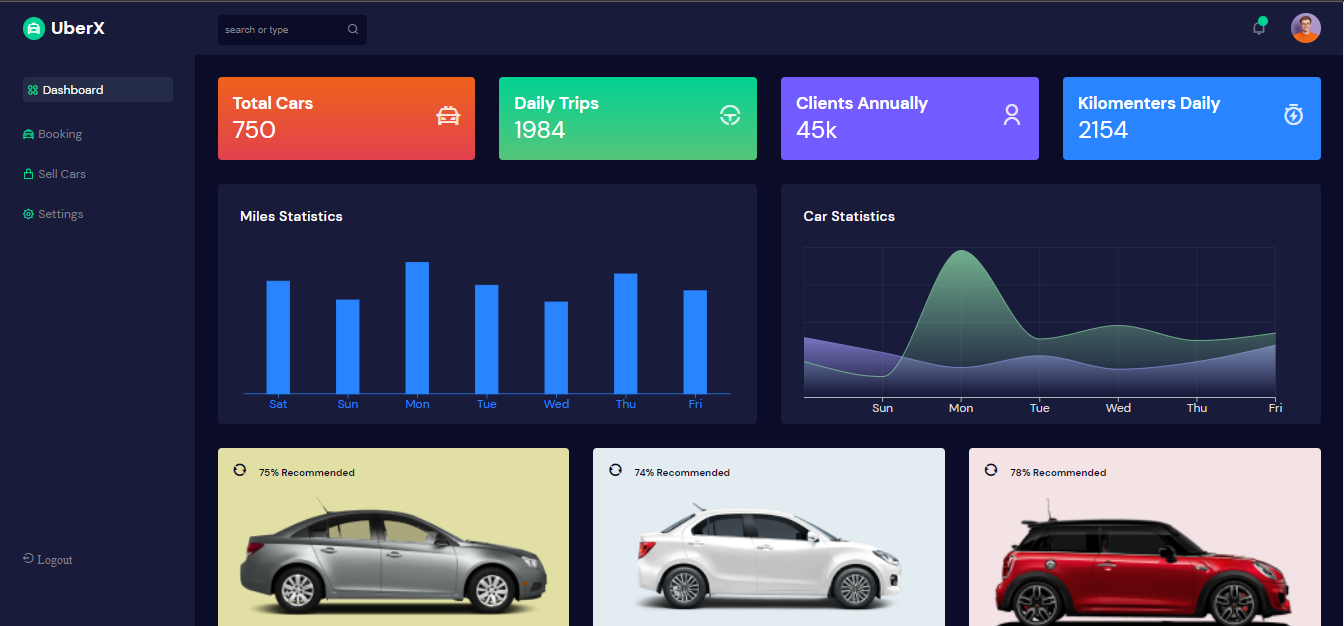 UberX
search or type
Dashboard
Booking
Sell Cars
Settings
Logout
Total Cars
750
Daily Trips
1984
Clients Annually
45k
Kilomenters Daily
2154
Miles Statistics
Sat Sun Mon Tue Wed Thu Fri
Car Statistics
Sun Mon Tue Wed Thu Fri
75% Recommended
74% Recommended
78% Recommended